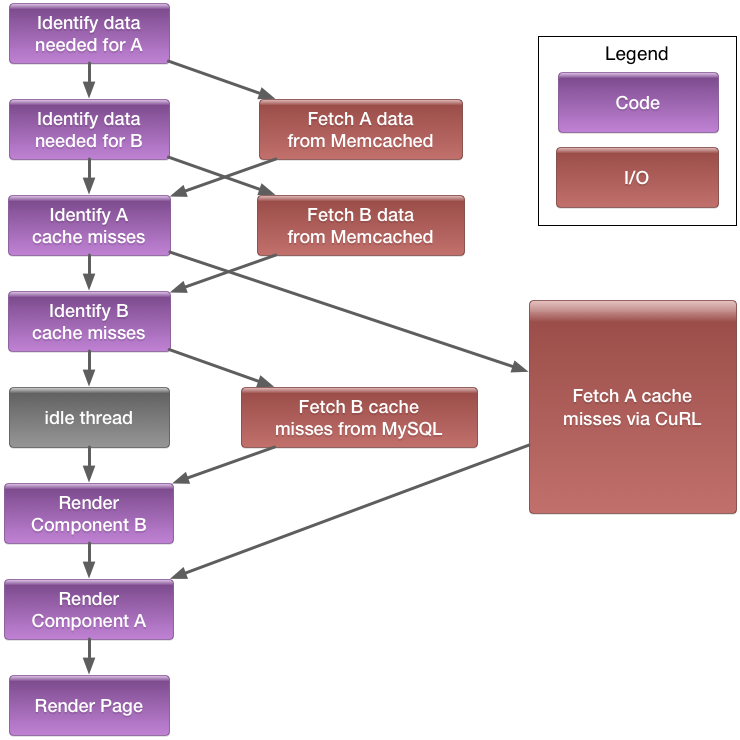 Identify data
needed for A
Legend
Code
Identify data
needed for B
Fetch A data
from Memcached
I/O
Identify A
cache misses
Fetch B data
from Memcached
Identify B
cache misses
Fetch A cache
misses via CuRL
idle thread
Fetch B cache
misses from MySQL
Render
Component B
Render
Component A
Render Page